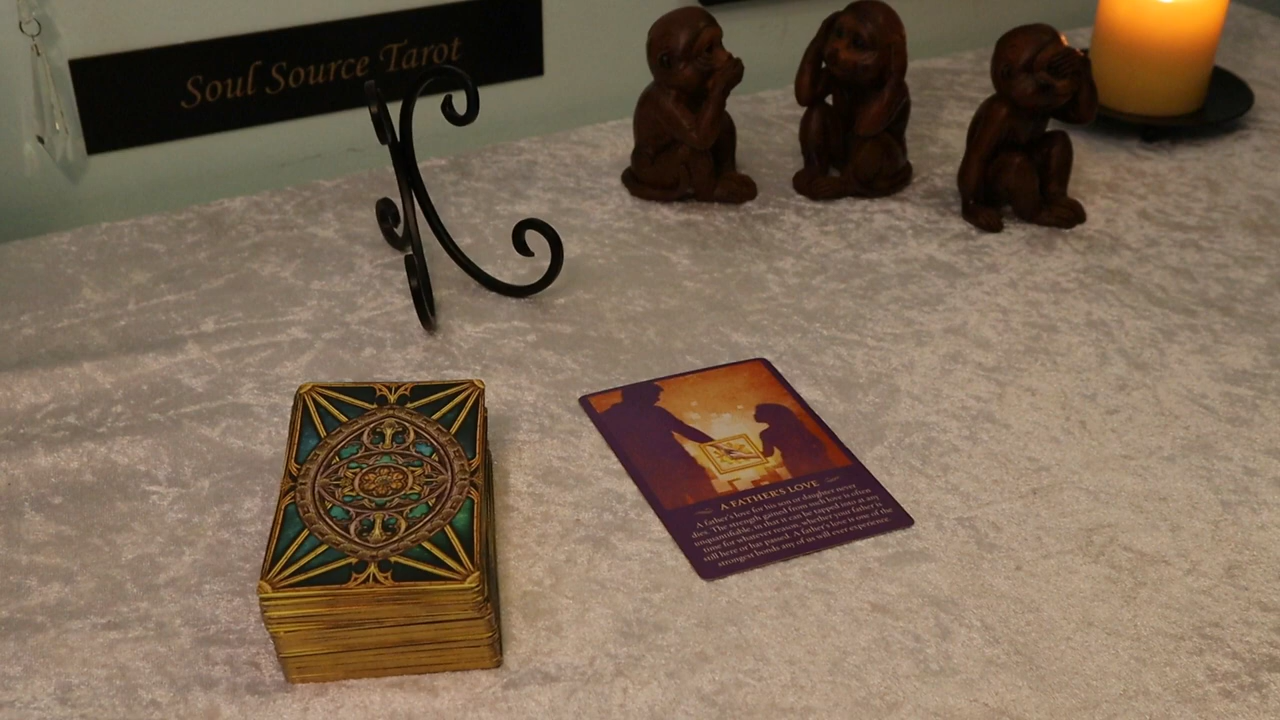 Soul Source Tarot
A FATHER'S LOVE
A father's love for his son or daughter never
dies. The strength gained from such love is often
unquantifiable, in that it can be tapped into at any
time for whatever reason, whether your father is
still here or has passed. A father's love is one of the
strongest bonds any of us will ever experience.